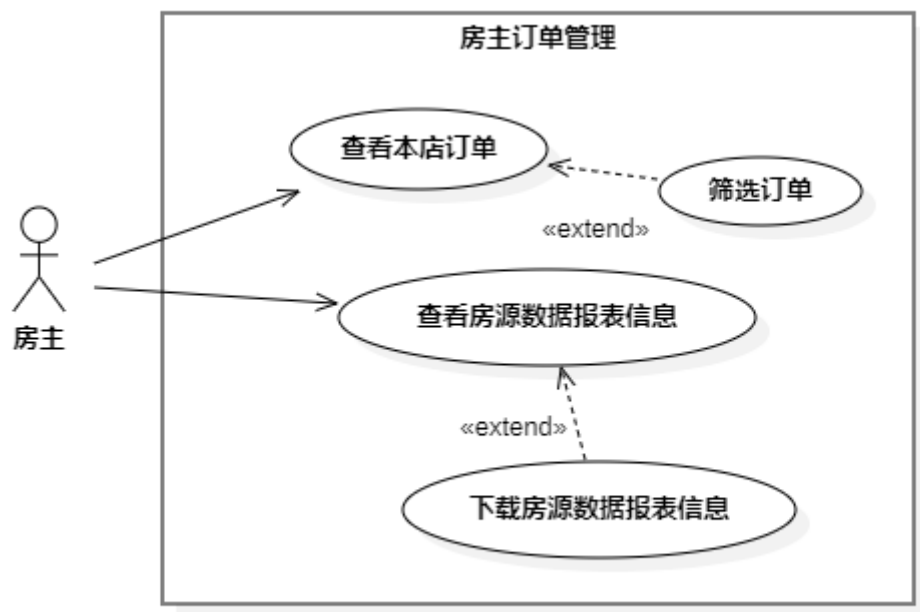 房主订单管理
查看本店订单
筛选订单
«extend»
房主
查看房源数据报表信息
«extend»
下载房源数据报表信息